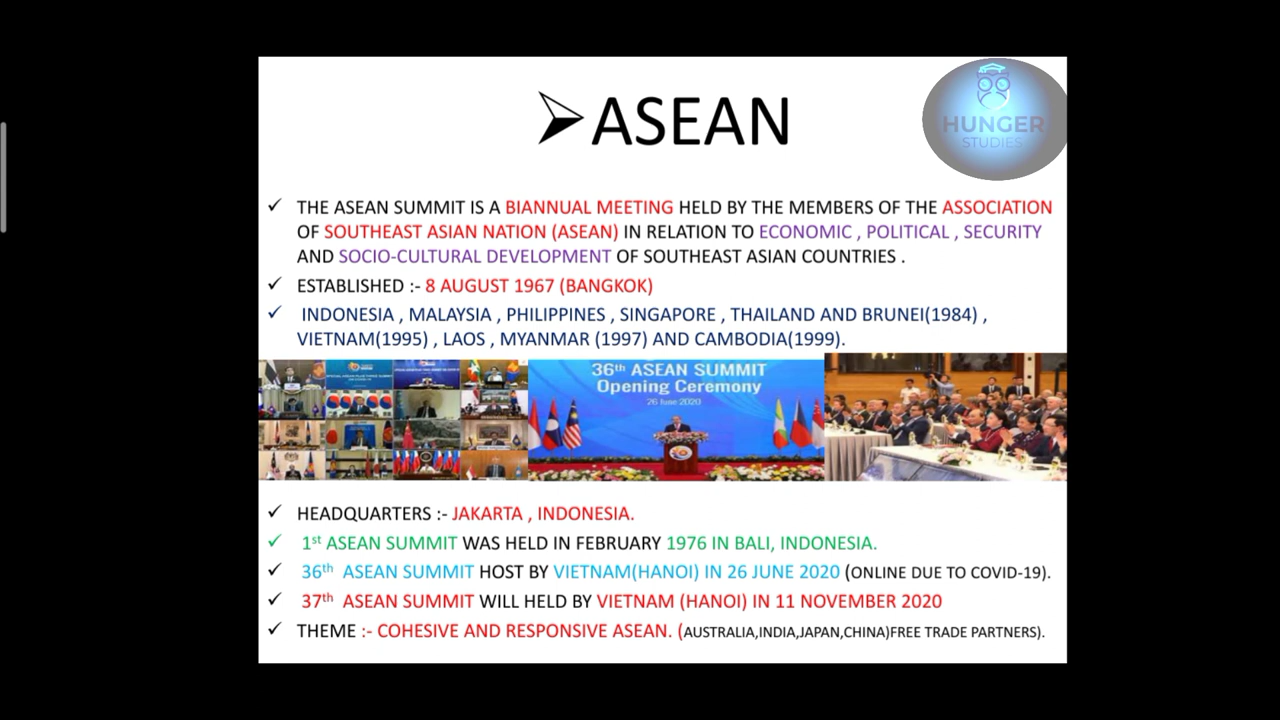 ASEAN
HUNGER
STUDIES
THE ASEAN SUMMIT IS A BIANNUAL MEETING HELD BY THE MEMBERS OF THE ASSOCIATION
OF SOUTHEAST ASIAN NATION (ASEAN) IN RELATION TO ECONOMIC , POLITICAL , SECURITY
AND SOCIO-CULTURAL DEVELOPMENT OF SOUTHEAST ASIAN COUNTRIES .
ESTABLISHED :- 8 AUGUST 1967 (BANGKOK)
INDONESIA , MALAYSIA , PHILIPPINES , SINGAPORE , THAILAND AND BRUNEI(1984) ,
VIETNAM(1995) , LAOS , MYANMAR (1997) AND CAMBODIA(1999).
36th ASEAN SUMMIT
Opening Ceremony
26 June 2020
HEADQUARTERS :- JAKARTA , INDONESIA.
1st ASEAN SUMMIT WAS HELD IN FEBRUARY 1976 IN BALI, INDONESIA.
36th ASEAN SUMMIT HOST BY VIETNAM(HANOI) IN 26 JUNE 2020 (ONLINE DUE TO COVID-19).
37th ASEAN SUMMIT WILL HELD BY VIETNAM (HANOI) IN 11 NOVEMBER 2020
THEME :- COHESIVE AND RESPONSIVE ASEAN. (AUSTRALIA,INDIA,JAPAN,CHINA)FREE TRADE PARTNERS).